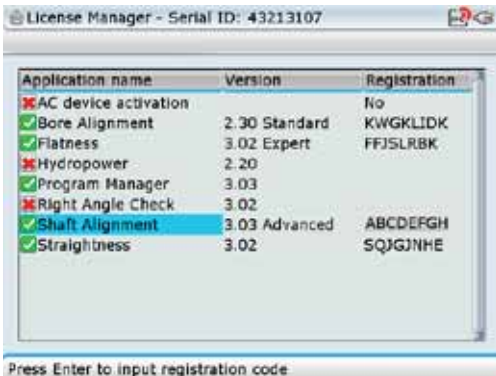 License Manager - Serial ID: 43213107
Application name Version Registration
AC device activation No
Bore Alignment 2.30 Standard KWGKLIDK
Flatness 3.02 Expert FFJSLRBK
Hydropower 2.20
Program Manager 3.03
Right Angle Check 3.02
Shaft Alignment 3.03 Advanced ABCDEFGH
Straightness 3.02 SQJGJNHE
Press Enter to input registration code